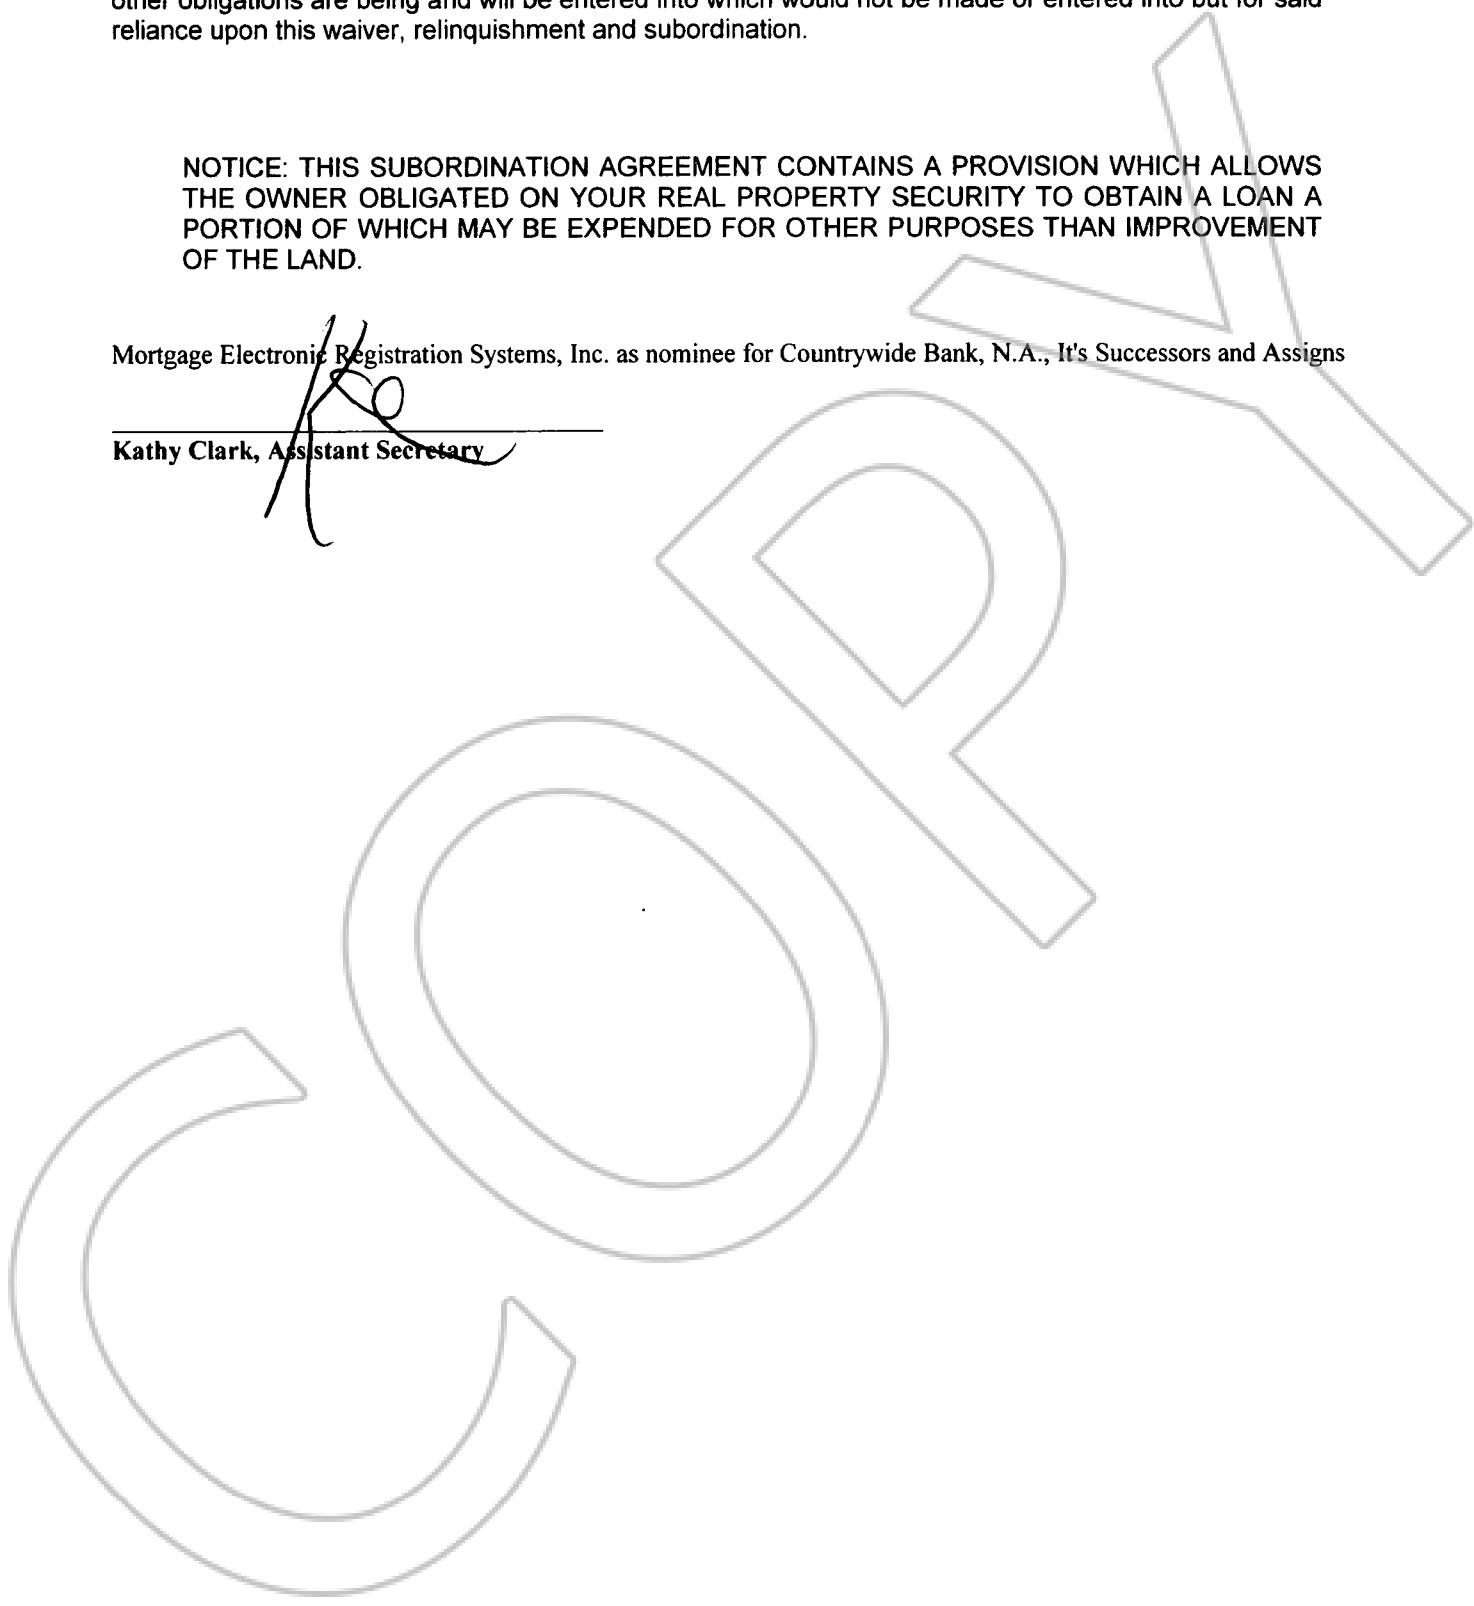 other obligations are being and will be entered into which would not be made or entered into but for said
reliance upon this waiver, relinquishment and subordination.
NOTICE: THIS SUBORDINATION AGREEMENT CONTAINS A PROVISION WHICH ALLOWS
THE OWNER OBLIGATED ON YOUR REAL PROPERTY SECURITY TO OBTAIN A LOAN A
PORTION OF WHICH MAY BE EXPENDED FOR OTHER PURPOSES THAN IMPROVEMENT
OF THE LAND.
Mortgage Electronic Registration Systems, Inc. as nominee for Countrywide Bank, N.A., It's Successors and Assigns
Kathy Clark, Assistant Secretary
COPY